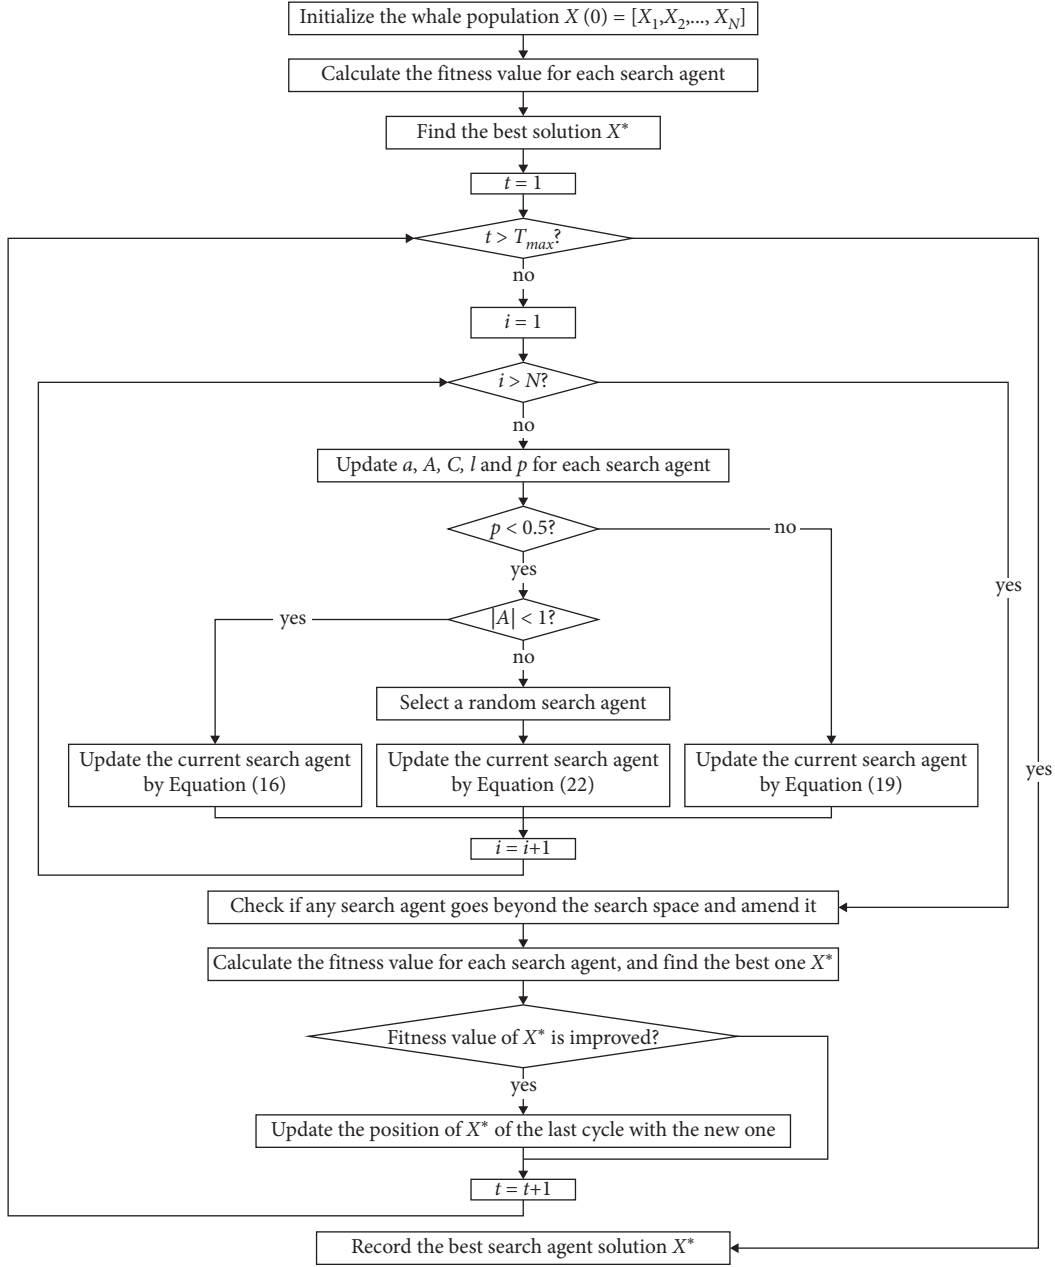 Initialize the whale population X (0) = [X₁,X₂,..., X_N]
Calculate the fitness value for each search agent
Find the best solution X*
t = 1
t > T_max?
no
i = 1
i > N?
no
Update a, A, C, l and p for each search agent
p < 0.5?
no
yes
yes
|A| < 1?
yes
no
Select a random search agent
Update the current search agent
by Equation (16)
Update the current search agent
by Equation (22)
Update the current search agent
by Equation (19)
yes
i = i+1
Check if any search agent goes beyond the search space and amend it
Calculate the fitness value for each search agent, and find the best one X*
Fitness value of X* is improved?
yes
Update the position of X* of the last cycle with the new one
t = t+1
Record the best search agent solution X*